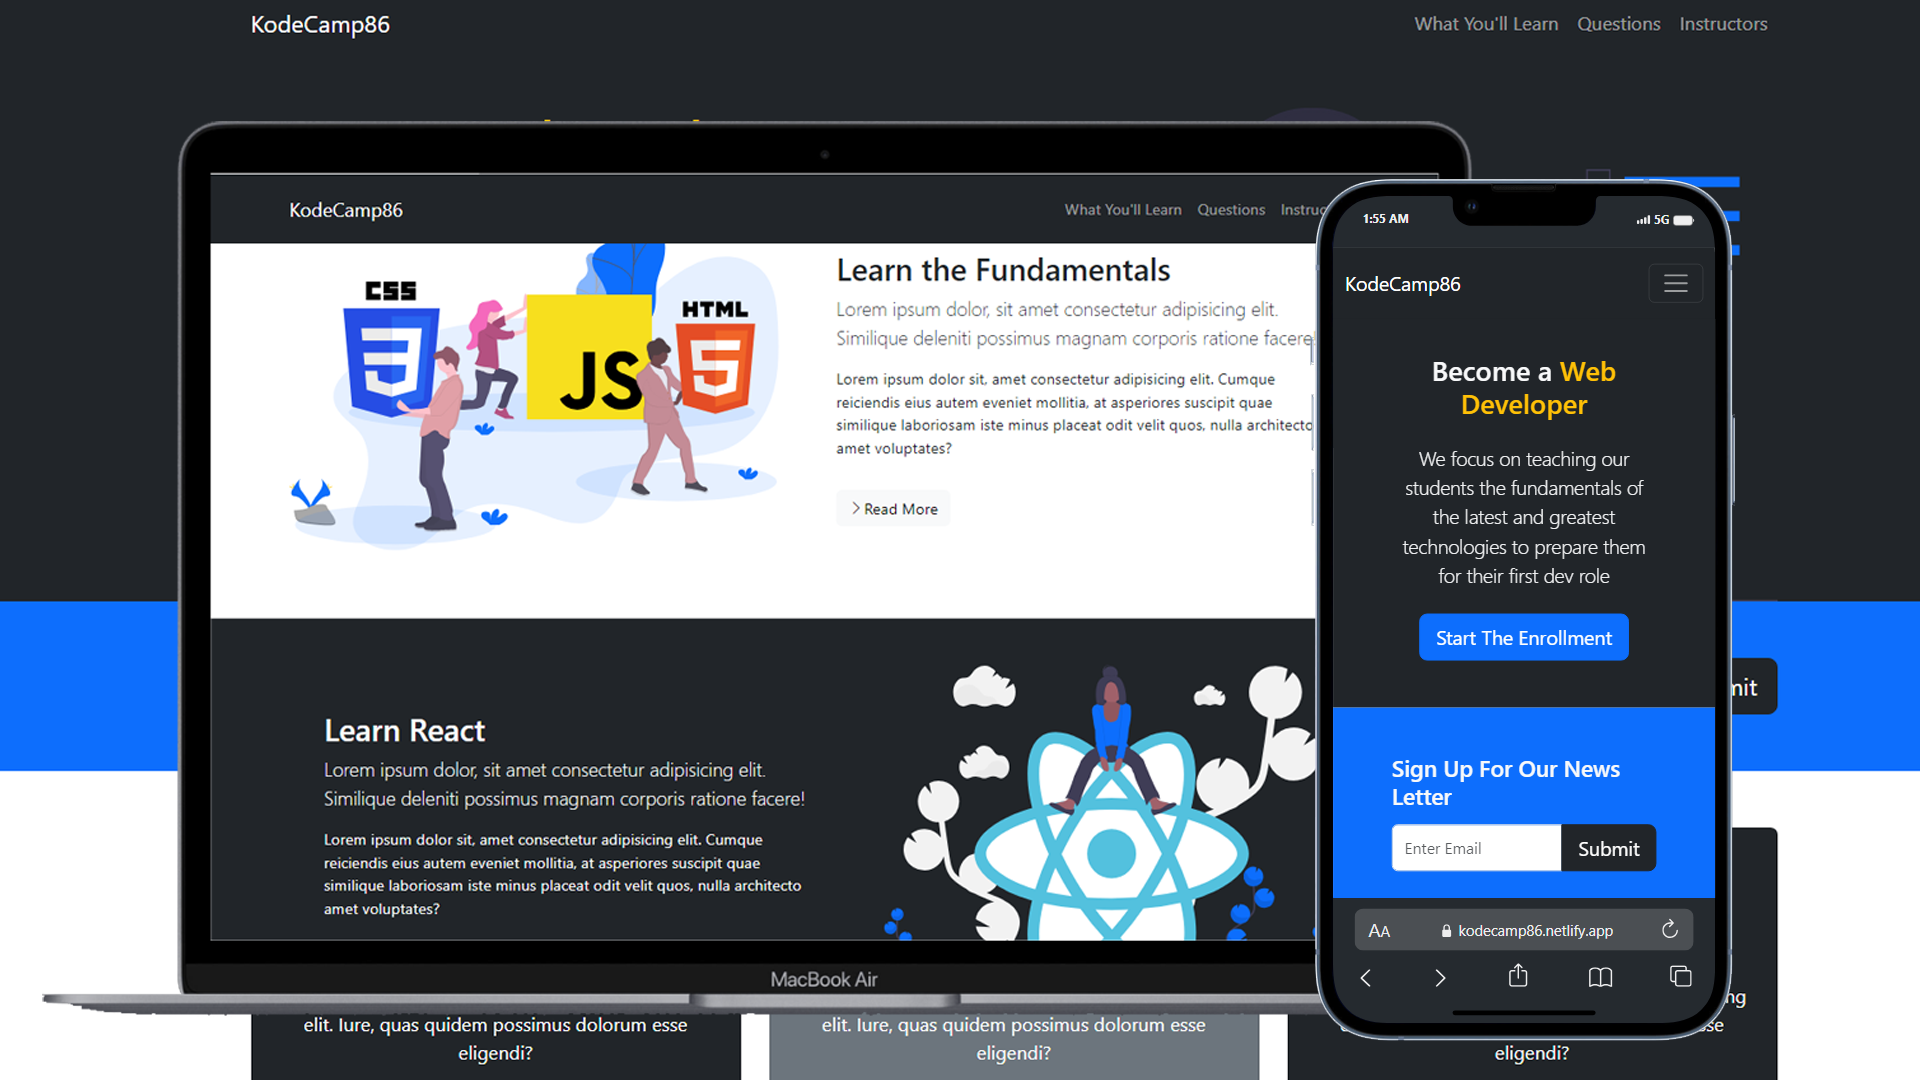 KodeCamp86
What You'll Learn Questions Instructors
KodeCamp86
What You'll Learn Questions
CSS
JS
HTML
Learn the Fundamentals
Lorem ipsum dolor, sit amet consectetur adipisicing elit.
Similique deleniti possimus magnam corporis ratione facere!
Lorem ipsum dolor sit, amet consectetur adipisicing elit. Cumque
reiciendis eius autem eveniet mollitia, at asperiores suscipit quae
similique laboriosam iste minus placeat odit velit quos, nulla architecto
amet voluptates?
Read More
Learn React
Lorem ipsum dolor, sit amet consectetur adipisicing elit.
Similique deleniti possimus magnam corporis ratione facere!
Lorem ipsum dolor sit, amet consectetur adipisicing elit. Cumque
reiciendis eius autem eveniet mollitia, at asperiores suscipit quae
similique laboriosam iste minus placeat odit velit quos, nulla architecto
amet voluptates?
MacBook Air
1:55 AM
5G
KodeCamp86
Become a Web
Developer
We focus on teaching our
students the fundamentals of
the latest and greatest
technologies to prepare them
for their first dev role
Start The Enrollment
Sign Up For Our News
Letter
Enter Email
Submit
AA kodecamp86.netlify.app
elit. Iure, quas quidem possimus dolorum esse
eligendi?
elit. Iure, quas quidem possimus dolorum esse
eligendi?
eligendi?